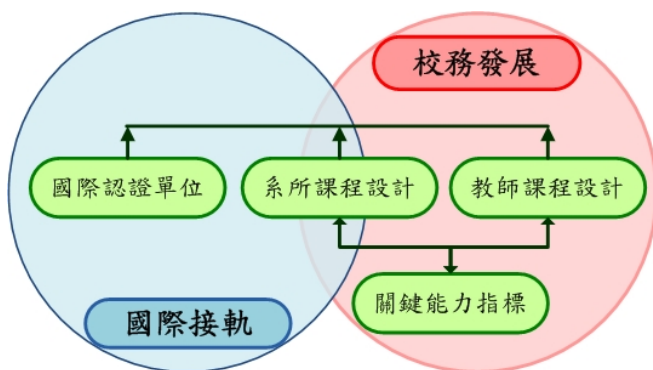 校務發展
國際認證單位
系所課程設計
教師課程設計
關鍵能力指標
國際接軌